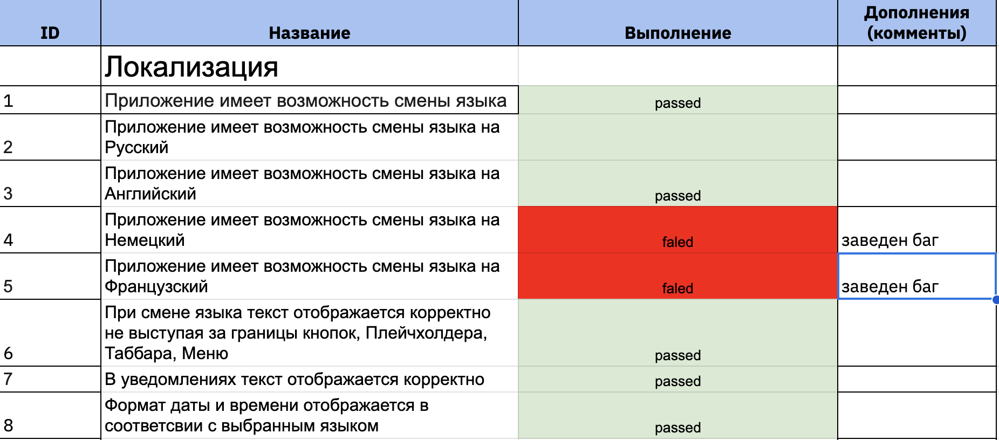 ID
Название
Выполнение
Дополнения
(комменты)
Локализация
1
Приложение имеет возможность смены языка
passed
2
Приложение имеет возможность смены языка на
Русский
3
Приложение имеет возможность смены языка на
Английский
passed
4
Приложение имеет возможность смены языка на
Немецкий
faled
заведен баг
5
Приложение имеет возможность смены языка на
Французский
faled
заведен баг
6
При смене языка текст отображается корректно
не выступая за границы кнопок, Плейчхолдера,
Таббара, Меню
passed
7
В уведомлениях текст отображается корректно
passed
8
Формат даты и времени отображается в
соответсвии с выбранным языком
passed